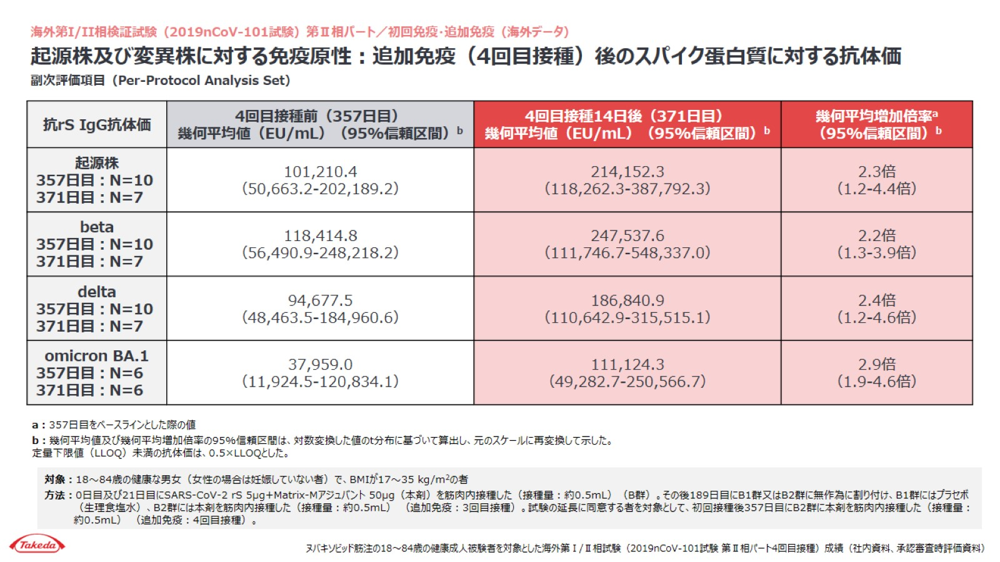 海外第I/II相検証試験（2019nCoV-101試験）第Ⅱ相パート／初回免疫・追加免疫（海外データ）
起源株及び変異株に対する免疫原性：追加免疫（4回目接種）後のスパイク蛋白質に対する抗体価
副次評価項目（Per-Protocol Analysis Set）
抗rS IgG抗体価
4回目接種前（357日目）
幾何平均値（EU/mL）（95%信頼区間）b
4回目接種14日後（371日目）
幾何平均値（EU/mL）（95%信頼区間）b
幾何平均増加倍率a
（95%信頼区間）b
起源株
357日目：N=10
371日目：N=7
101,210.4
（50,663.2-202,189.2）
214,152.3
（118,262.3-387,792.3）
2.3倍
（1.2-4.4倍）
beta
357日目：N=10
371日目：N=7
118,414.8
（56,490.9-248,218.2）
247,537.6
（111,746.7-548,337.0）
2.2倍
（1.3-3.9倍）
delta
357日目：N=10
371日目：N=7
94,677.5
（48,463.5-184,960.6）
186,840.9
（110,642.9-315,515.1）
2.4倍
（1.2-4.6倍）
omicron BA.1
357日目：N=6
371日目：N=6
37,959.0
（11,924.5-120,834.1）
111,124.3
（49,282.7-250,566.7）
2.9倍
（1.9-4.6倍）
a：357日目をベースラインとした際の値
b：幾何平均値及び幾何平均増加倍率の95%信頼区間は、対数変換した値のt分布に基づいて算出し、元のスケールに再変換して示した。
定量下限値（LLOQ）未満の抗体価は、0.5×LLOQとした。
対象：18～84歳の健康な男女（女性の場合は妊娠していない者）で、BMIが17～35 kg/m2の者
方法：0日目及び21日目にSARS-CoV-2 rS 5μg+Matrix-Mアジュバント 50μg（本剤）を筋肉内接種した（接種量：約0.5mL）（B群）。その後189日目にB1群又はB2群に無作為に割り付け、B1群にはプラセボ
（生理食塩水）、B2群には本剤を筋肉内接種した（接種量：約0.5mL）（追加免疫：3回目接種）。試験の延長に同意する者を対象として、初回接種後357日目にB2群に本剤を筋肉内接種した（接種量：
約0.5mL）（追加免疫：4回目接種）。
Takeda
ヌバキソビッド筋注の18～84歳の健康成人被験者を対象とした海外第Ⅰ/Ⅱ相試験（2019nCoV-101試験 第Ⅱ相パート4回目接種）成績（社内資料、承認審査時評価資料）